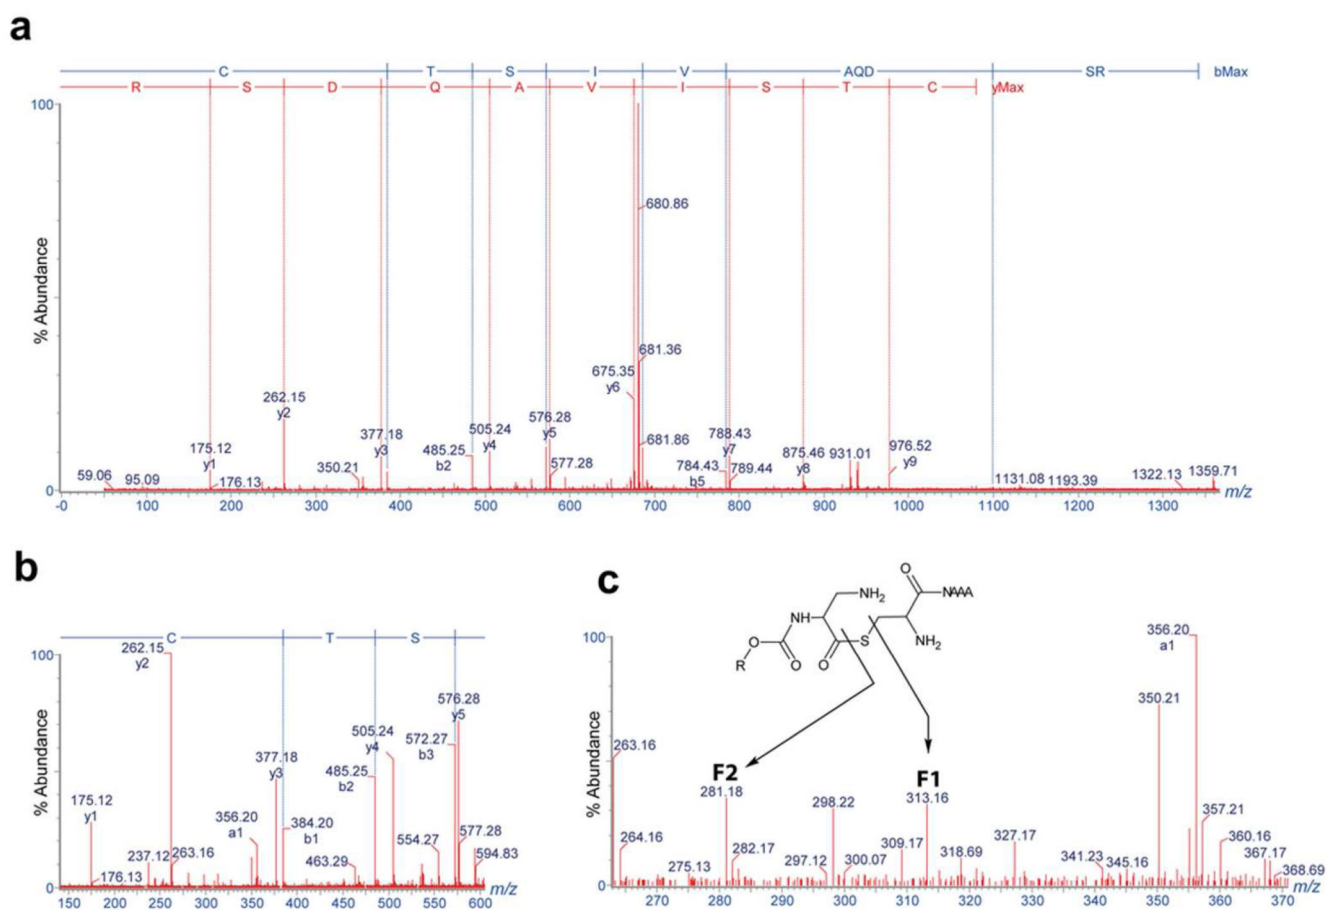 a
C T S I V AQD SR bMax
R S D Q A V I S T C yMax
100
% Abundance
0
680.86
681.36
675.35
y6
681.86
262.15
y2
175.12
y1
176.13
377.18
y3
350.21
485.25
b2
505.24
y4
576.28
y5
577.28
788.43
y7
784.43
b5
789.44
875.46
y8
931.01
976.52
y9
59.06
95.09
1131.08
1193.39
1322.13
1359.71
-0 100 200 300 400 500 600 700 800 900 1000 1100 1200 1300 m/z
b
C T S
100
% Abundance
0
262.15
y2
175.12
y1
176.13
237.12
263.16
377.18
y3
356.20
a1
384.20
b1
485.25
b2
463.29
505.24
y4
572.27
b3
576.28
y5
554.27
577.28
594.83
150 200 250 300 350 400 450 500 550 600 m/z
c
O
NH2
NH
O
R
O
O
S
NH2
NAAA
100
% Abundance
0
F2
F1
263.16
264.16
275.13
281.18
282.17
297.12
298.22
300.07
309.17
313.16
318.69
327.17
341.23
345.16
350.21
356.20
a1
357.21
360.16
367.17
368.69
270 280 290 300 310 320 330 340 350 360 370
m/z